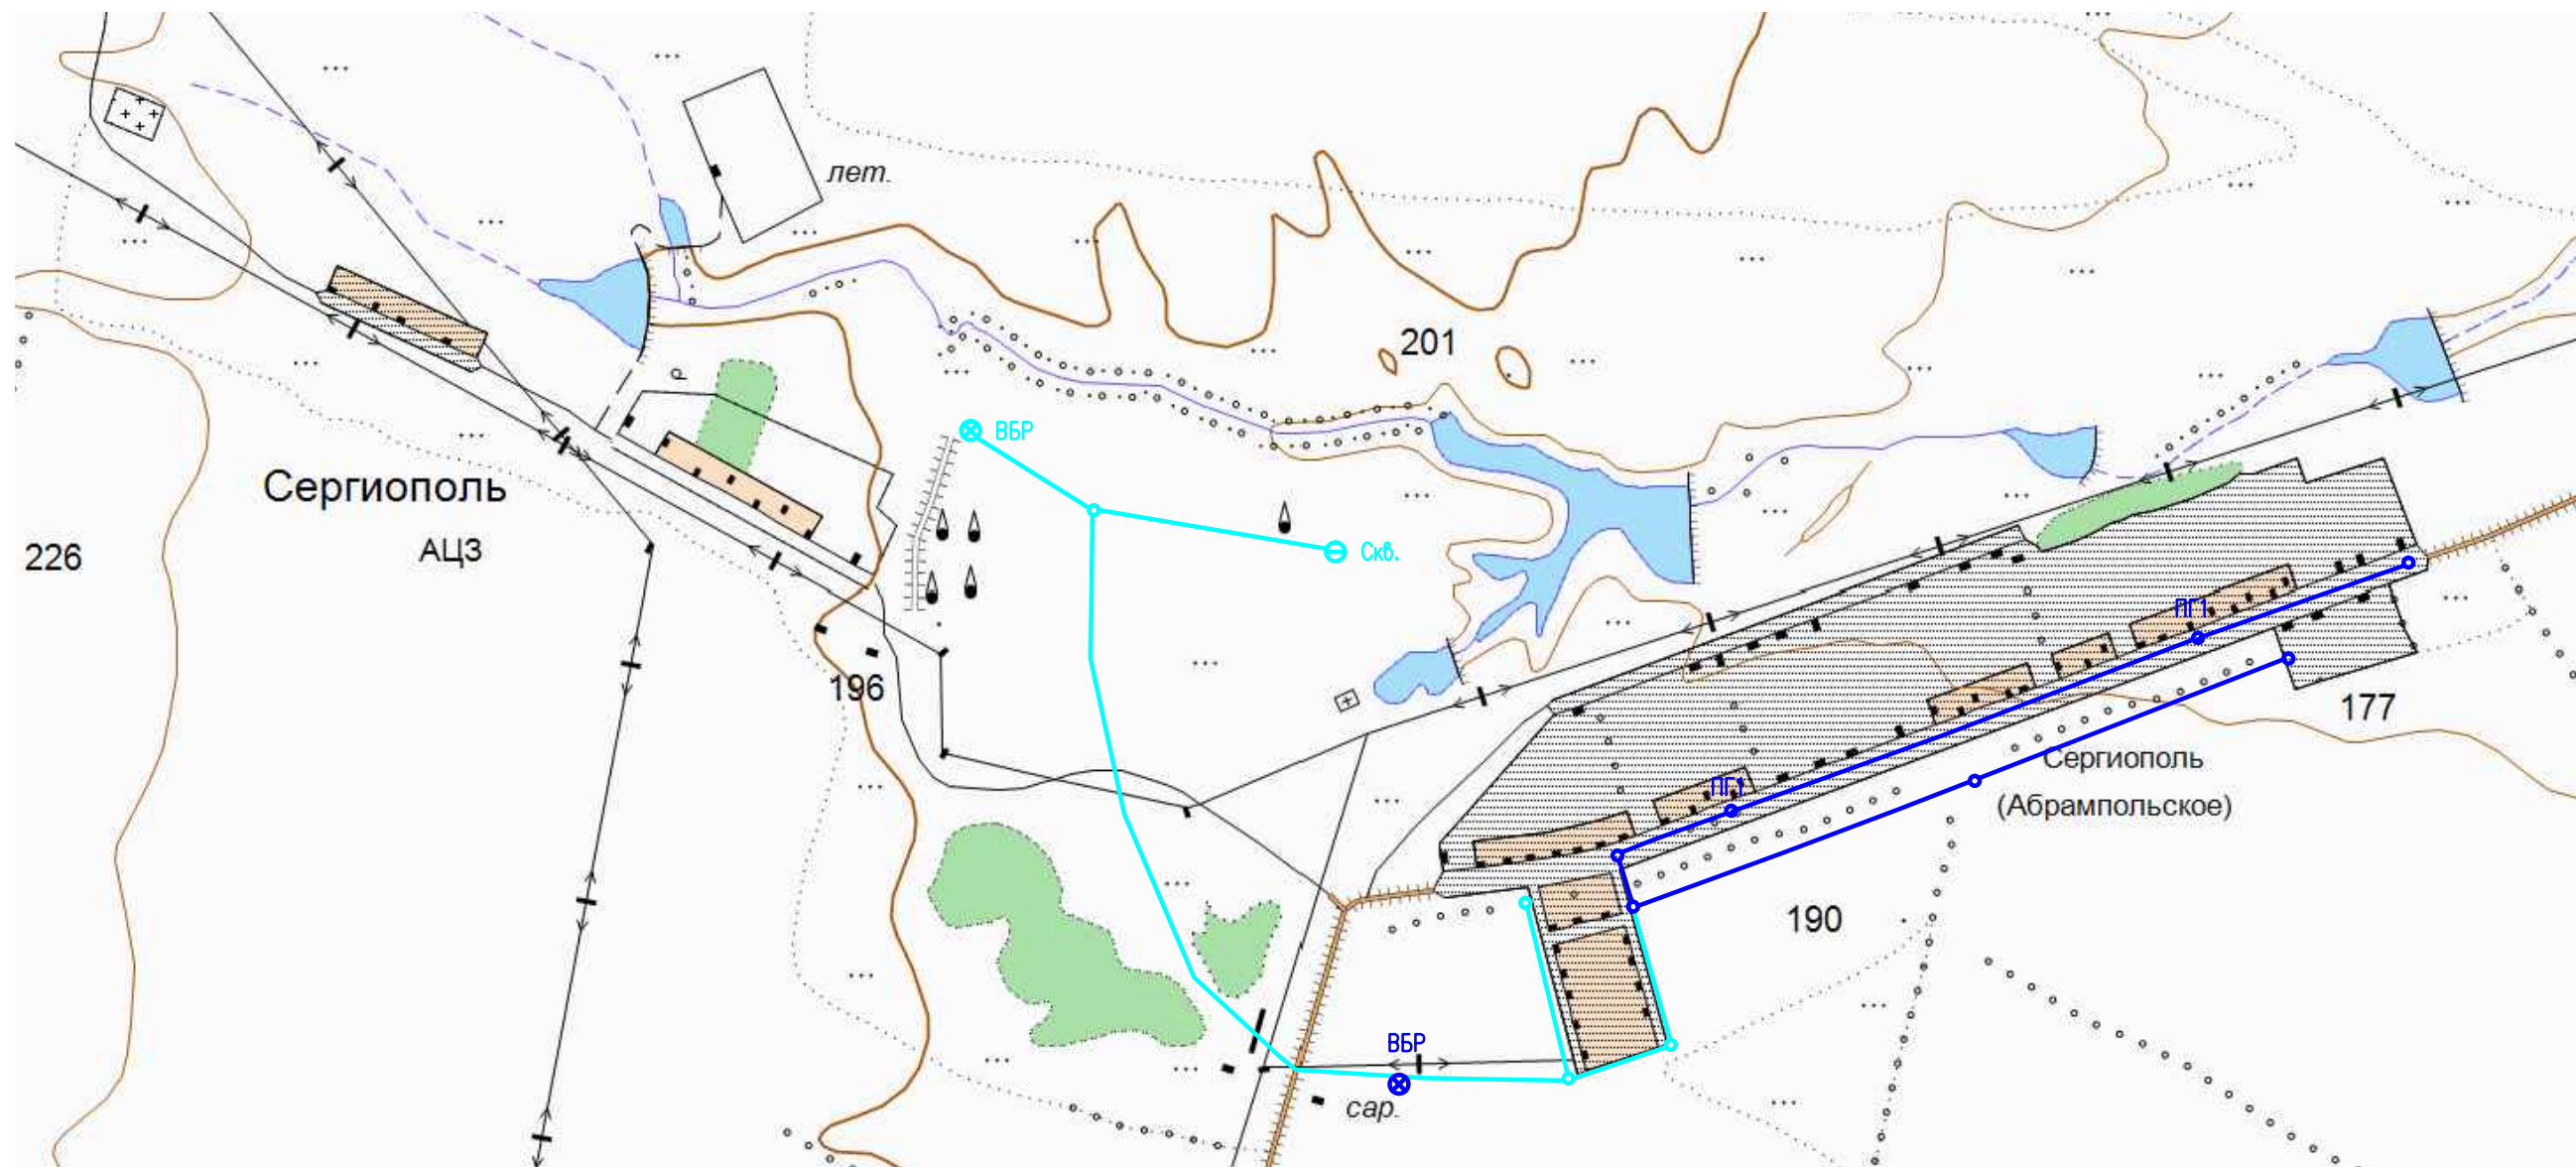 лет.
201
ВБР
Сергиополь
АЦЗ
226
Скв.
ПГ1
196
177
Сергиополь
(Абрампольское)
ПГ1
190
ВБР
сар.